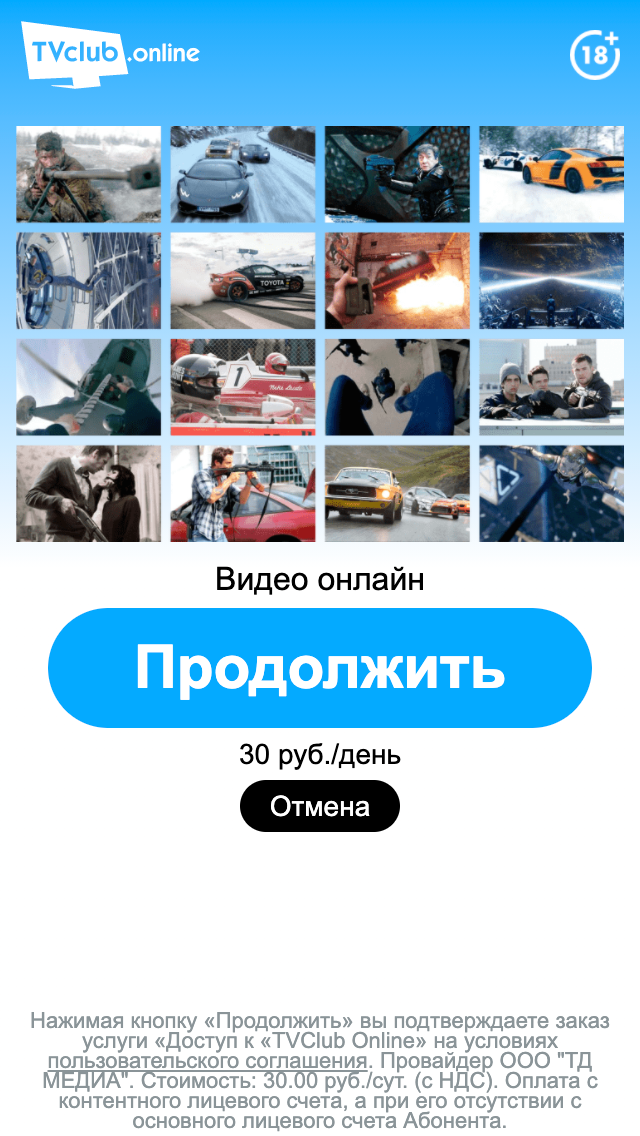 TVclub.online
18+
TOYOTA
1
Видео онлайн
Продолжить
30 руб./день
Отмена
Нажимая кнопку «Продолжить» вы подтверждаете заказ
услуги «Доступ к «TVClub Online» на условиях
пользовательского соглашения. Провайдер ООО "ТД
МЕДИА". Стоимость: 30.00 руб./сут. (с НДС). Оплата с
контентного лицевого счета, а при его отсутствии с
основного лицевого счета Абонента.